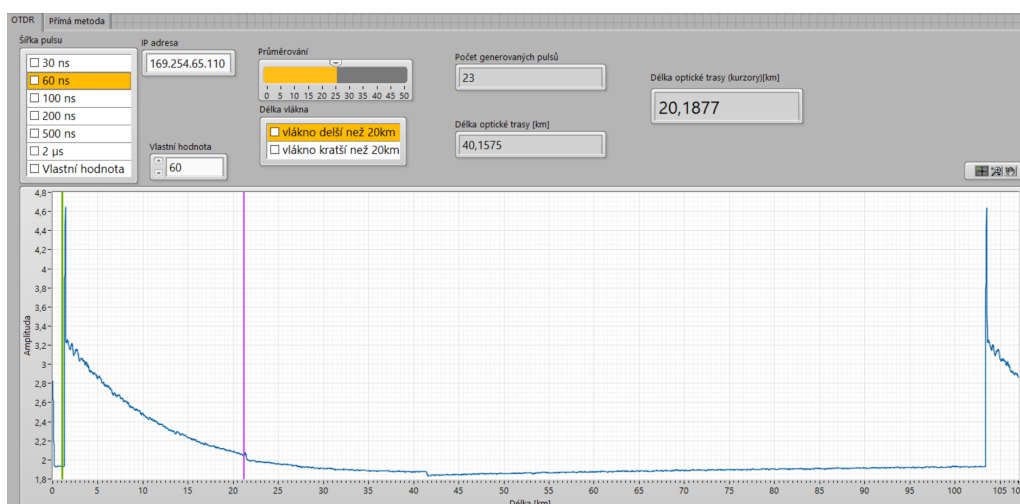 OTDR Přímá metoda
Šířka pulsu
30 ns
60 ns
100 ns
200 ns
500 ns
2 µs
Vlastní hodnota
IP adresa
169.254.65.110
Vlastní hodnota
60
Průměrování
0 5 10 15 20 25 30 35 40 45 50
Délka vlákna
vlákno delší než 20km
vlákno kratší než 20km
Počet generovaných pulsů
23
Délka optické trasy [km]
40,1575
Délka optické trasy (kurzory)[km]
20,1877
Amplituda
4,8
4,6
4,4
4,2
4
3,8
3,6
3,4
3,2
3
2,8
2,6
2,4
2,2
2
1,8
0 5 10 15 20 25 30 35 40 45 50 55 60 65 70 75 80 85 90 95 100 105
Délka [km]